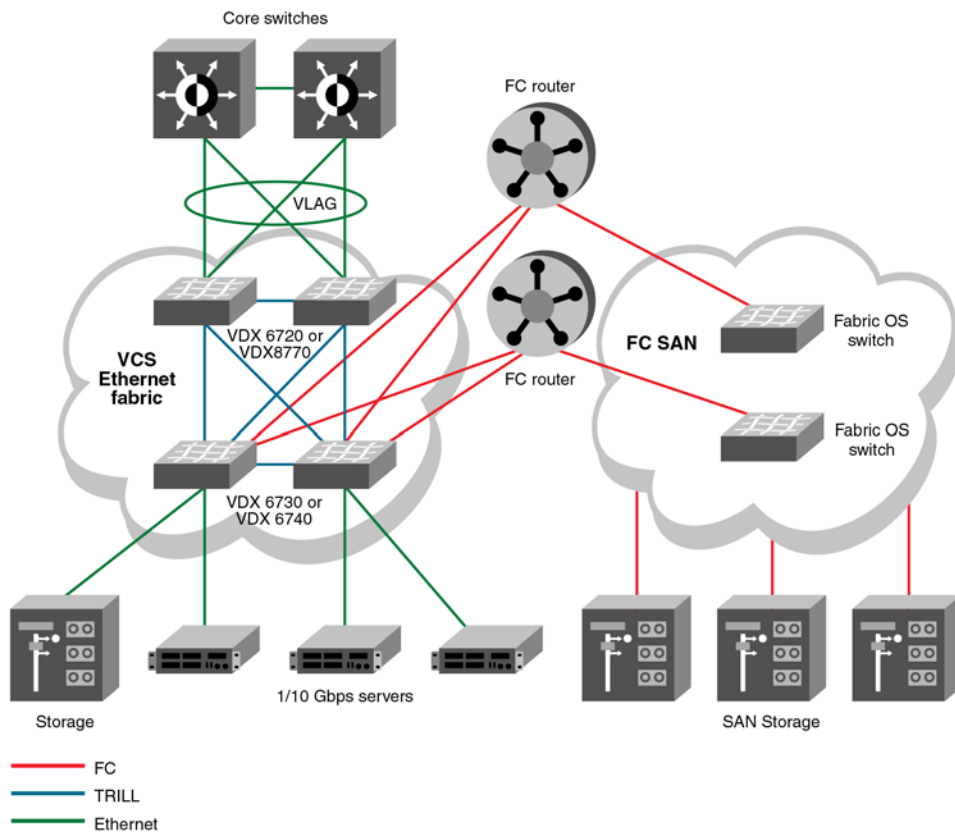 Core switches
FC router
VLAG
VDX 6720 or
VDX8770
VCS
Ethernet
fabric
FC router
FC SAN
Fabric OS
switch
Fabric OS
switch
VDX 6730 or
VDX 6740
1/10 Gbps servers
Storage
SAN Storage
FC
TRILL
Ethernet